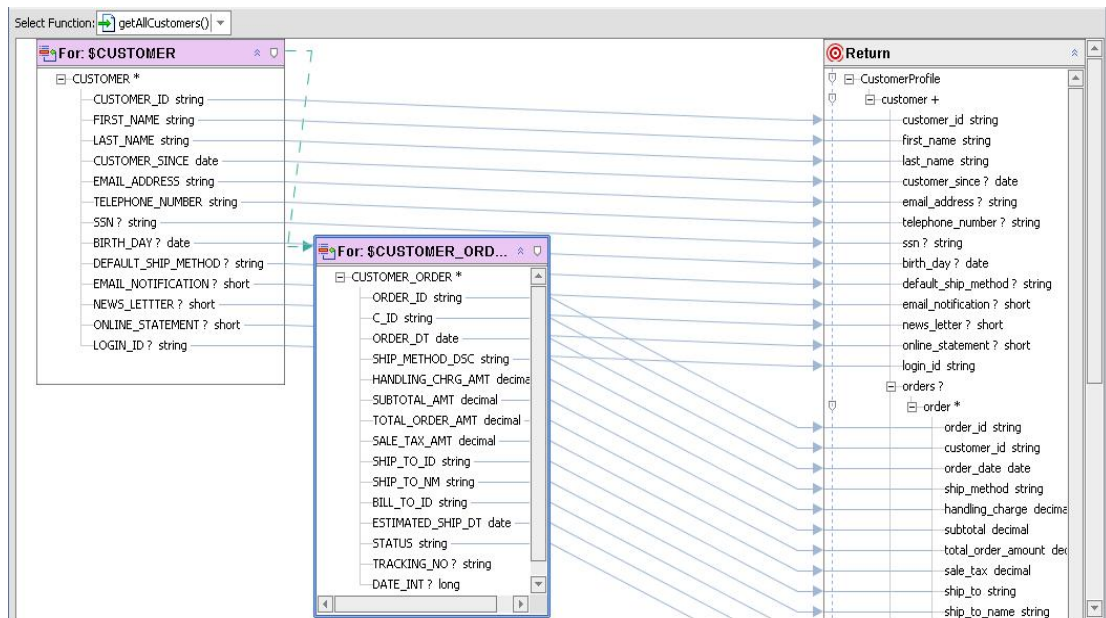 Select Function: getAllCustomers()
For: $CUSTOMER
CUSTOMER *
CUSTOMER_ID string
FIRST_NAME string
LAST_NAME string
CUSTOMER_SINCE date
EMAIL_ADDRESS string
TELEPHONE_NUMBER string
SSN ? string
BIRTH_DAY ? date
DEFAULT_SHIP_METHOD ? string
EMAIL_NOTIFICATION ? short
NEWS_LETTTER ? short
ONLINE_STATEMENT ? short
LOGIN_ID ? string
For: $CUSTOMER_ORD...
CUSTOMER_ORDER *
ORDER_ID string
C_ID string
ORDER_DT date
SHIP_METHOD_DSC string
HANDLING_CHRG_AMT decima
SUBTOTAL_AMT decimal
TOTAL_ORDER_AMT decimal
SALE_TAX_AMT decimal
SHIP_TO_ID string
SHIP_TO_NM string
BILL_TO_ID string
ESTIMATED_SHIP_DT date
STATUS string
TRACKING_NO ? string
DATE_INT ? long
Return
CustomerProfile
customer +
customer_id string
first_name string
last_name string
customer_since ? date
email_address ? string
telephone_number ? string
ssn ? string
birth_day ? date
default_ship_method ? string
email_notification ? short
news_letter ? short
online_statement ? short
login_id string
orders ?
order *
order_id string
customer_id string
order_date date
ship_method string
handling_charge decima
subtotal decimal
total_order_amount dec
sale_tax decimal
ship_to string
ship_to_name string